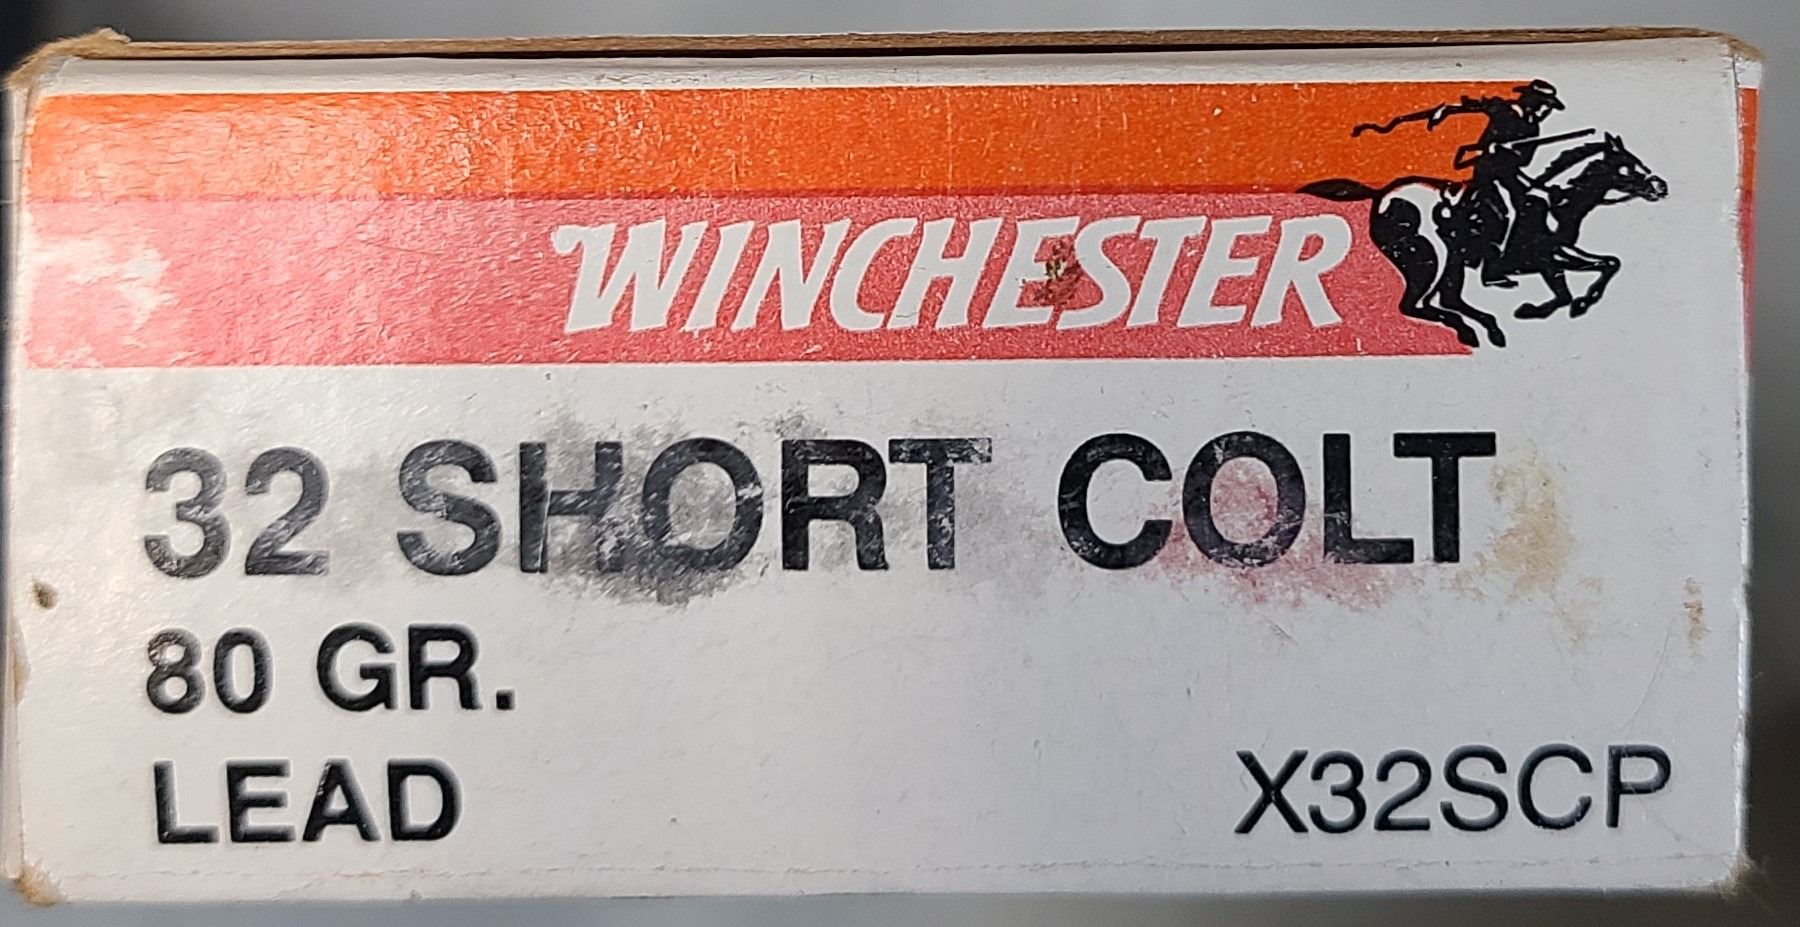 WINCHESTER
32 SHORT COLT
80 GR.
LEAD
X32SCP